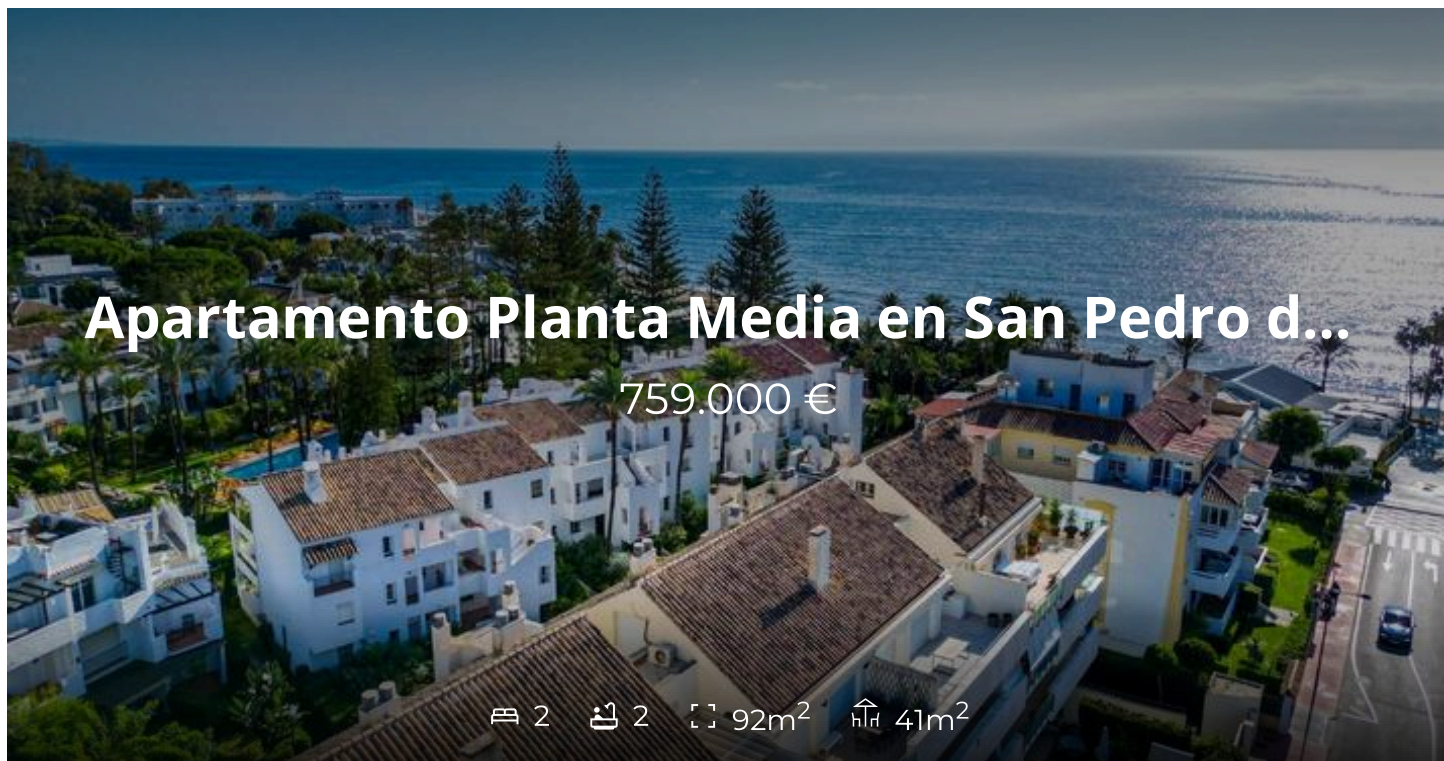 Apartamento Planta Media en San Pedro d...
759.000 €
2 2 92m² 41m²